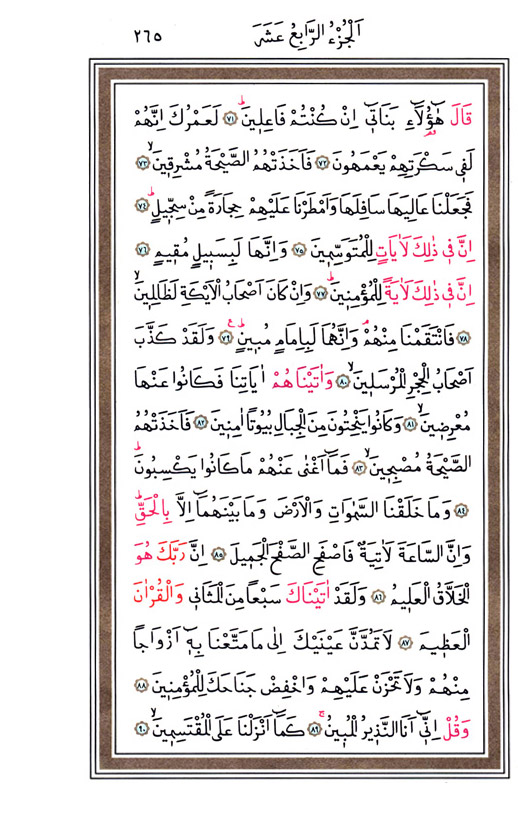 اَلْجُزْءُ الرَّابِعُ عَشَرَ ٢٦٥
قَالَ هٰٓؤُلَٓاءِ بَنَات۪ٓي اِنْ كُنْتُمْ فَاعِل۪ينَۜ ﴿٧١﴾ لَعَمْرُكَ اِنَّهُمْ
لَف۪ي سَكْرَتِهِمْ يَعْمَهُونَ ﴿٧٢﴾ فَاَخَذَتْهُمُ الصَّيْحَةُ مُشْرِق۪ينَۙ ﴿٧٣﴾
فَجَعَلْنَا عَالِيَهَا سَافِلَهَا وَاَمْطَرْنَا عَلَيْهِمْ حِجَارَةً مِنْ سِجّ۪يلٍۜ ﴿٧٤﴾
اِنَّ ف۪ي ذٰلِكَ لَاٰيَاتٍ لِلْمُتَوَسِّم۪ينَ ﴿٧٥﴾ وَاِنَّهَا لَبِسَب۪يلٍ مُق۪يمٍ ﴿٧٦﴾
اِنَّ ف۪ي ذٰلِكَ لَاٰيَةً لِلْمُؤْمِن۪ينَۜ ﴿٧٧﴾ وَاِنْ كَانَ اَصْحَابُ الْاَيْكَةِ لَظَالِم۪ينَۙ
﴿٧٨﴾ فَانْتَقَمْنَا مِنْهُمْۢ وَاِنَّهُمَا لَبِاِمَامٍ مُب۪ينٍۜ ﴿٧٩﴾ وَلَقَدْ كَذَّبَ
اَصْحَابُ الْحِجْرِ الْمُرْسَل۪ينَۙ ﴿٨٠﴾ وَاٰتَيْنَاهُمْ اٰيَاتِنَا فَكَانُوا عَنْهَا
مُعْرِض۪ينَۙ ﴿٨١﴾ وَكَانُوا يَنْحِتُونَ مِنَ الْجِبَالِ بُيُوتًا اٰمِن۪ينَ ﴿٨٢﴾ فَاَخَذَتْهُمُ
الصَّيْحَةُ مُصْبِح۪ينَۙ ﴿٨٣﴾ فَمَٓا اَغْنٰى عَنْهُمْ مَا كَانُوا يَكْسِبُونَۜ
﴿٨٤﴾ وَمَا خَلَقْنَا السَّمٰوَاتِ وَالْاَرْضَ وَمَا بَيْنَهُمَٓا اِلَّا بِالْحَقِّۜ
وَاِنَّ السَّاعَةَ لَاٰتِيَةٌ فَاصْفَحِ الصَّفْحَ الْجَم۪يلَ ﴿٨٥﴾ اِنَّ رَبَّكَ هُوَ
الْخَلَّاقُ الْعَل۪يمُ ﴿٨٦﴾ وَلَقَدْ اٰتَيْنَاكَ سَبْعًا مِنَ الْمَثَان۪ي وَالْقُرْاٰنَ
الْعَظ۪يمَ ﴿٨٧﴾ لَا تَمُدَّنَّ عَيْنَيْكَ اِلٰى مَا مَتَّعْنَا بِه۪ٓ اَزْوَاجًا
مِنْهُمْ وَلَا تَحْزَنْ عَلَيْهِمْ وَاخْفِضْ جَنَاحَكَ لِلْمُؤْمِن۪ينَ ﴿٨٨﴾
وَقُلْ اِنّ۪ٓي اَنَا النَّذ۪يرُ الْمُب۪ينُۚ ﴿٨٩﴾ كَمَٓا اَنْزَلْنَا عَلَى الْمُقْتَسِم۪ينَۙ ﴿٩٠﴾